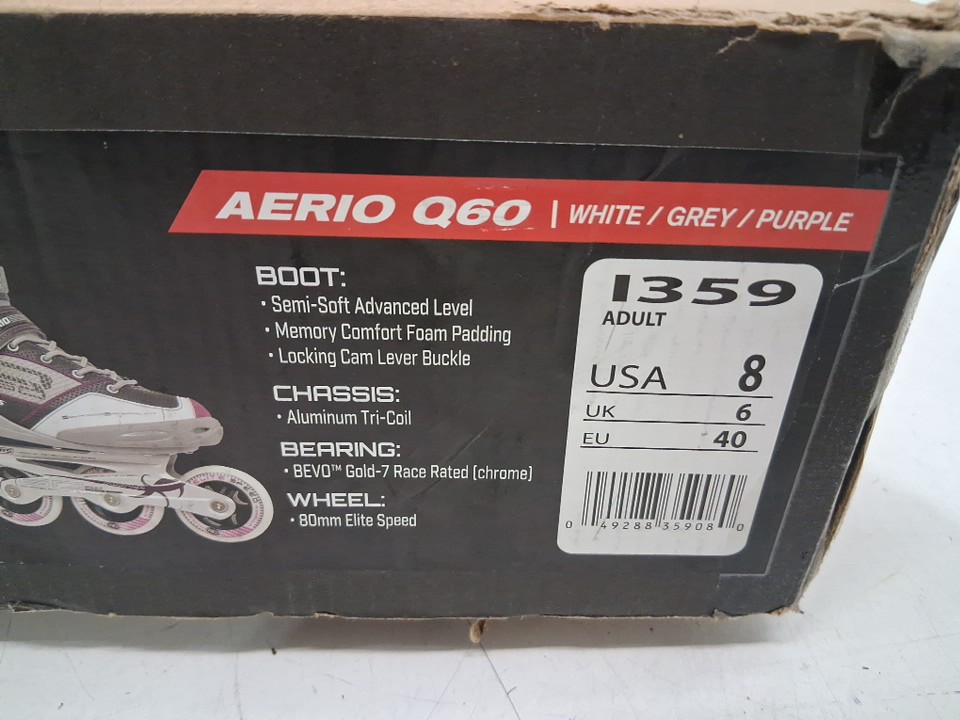 AERIO Q60 | WHITE / GREY / PURPLE
BOOT:
• Semi-Soft Advanced Level
• Memory Comfort Foam Padding
• Locking Cam Lever Buckle
CHASSIS:
• Aluminum Tri-Coil
BEARING:
• BEVO™ Gold-7 Race Rated (chrome)
WHEEL:
• 80mm Elite Speed
I359
ADULT
USA 8
UK 6
EU 40
0 49288 35908 0